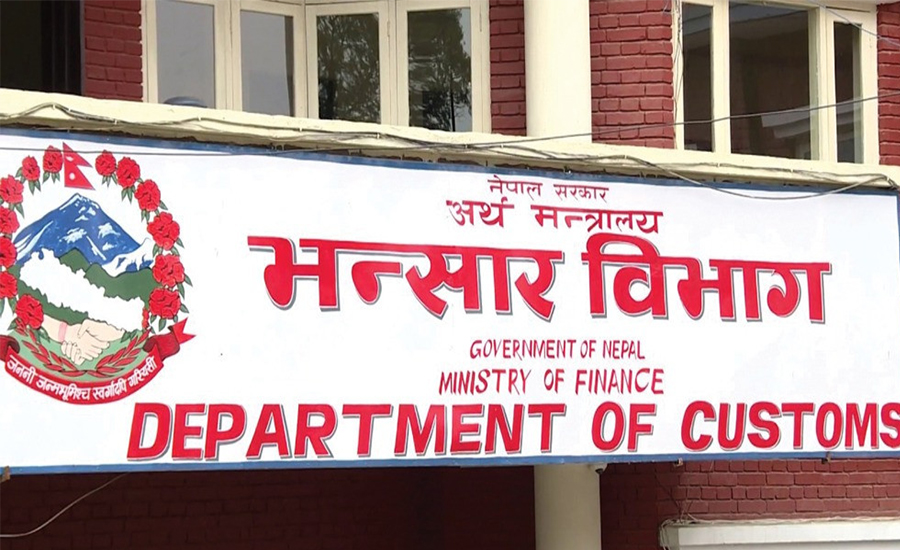 नेपाल सरकार
अर्थ मन्त्रालय
भन्सार विभाग
GOVERNMENT OF NEPAL
MINISTRY OF FINANCE
DEPARTMENT OF CUSTOMS
जननी जन्मभूमिश्च स्वर्गादपि गरीयसी